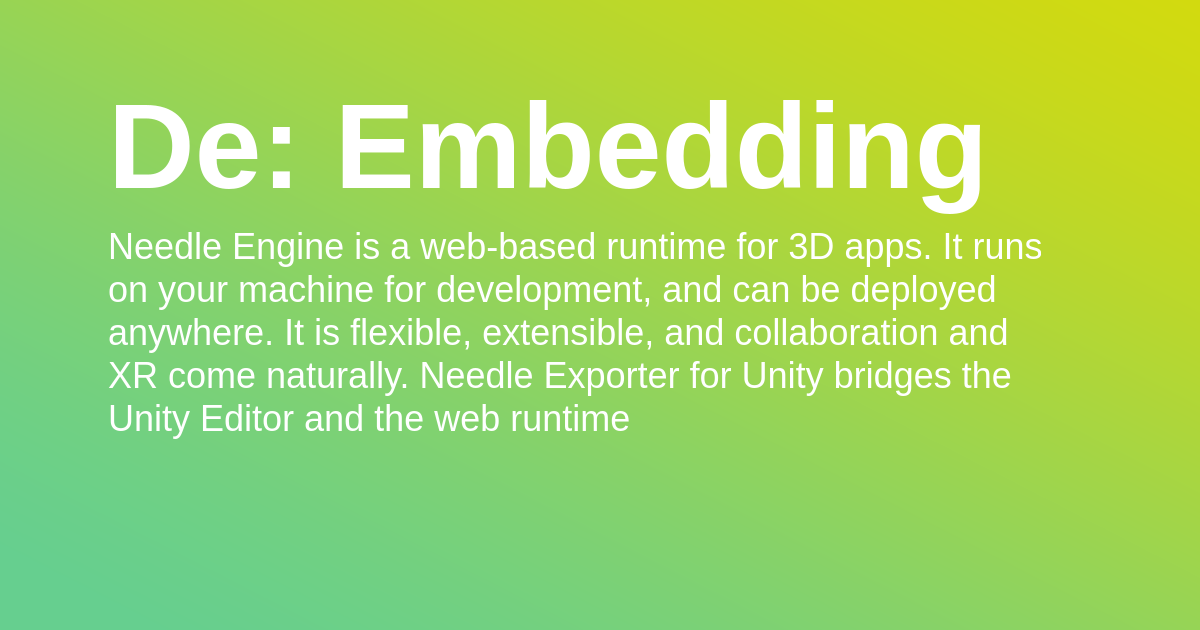 De: Embedding
Needle Engine is a web-based runtime for 3D apps. It runs
on your machine for development, and can be deployed
anywhere. It is flexible, extensible, and collaboration and
XR come naturally. Needle Exporter for Unity bridges the
Unity Editor and the web runtime